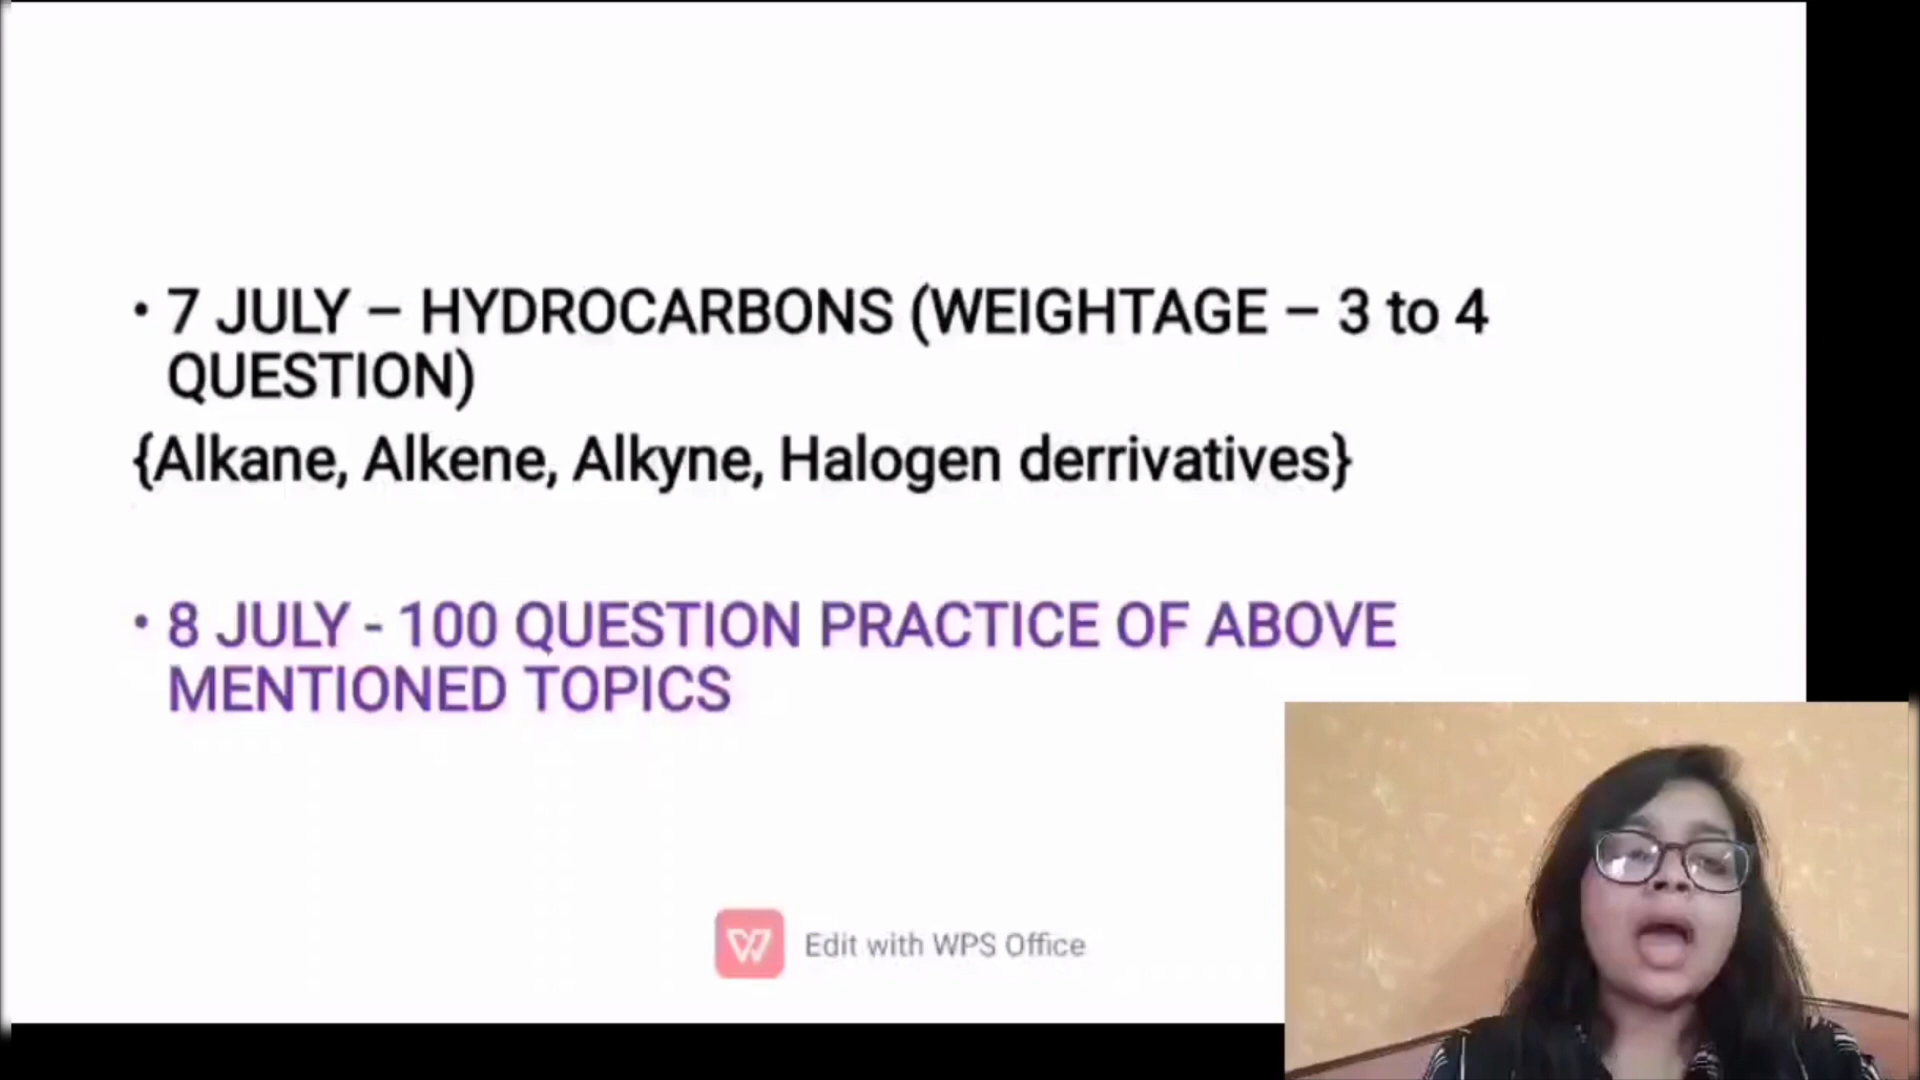 • 7 JULY – HYDROCARBONS (WEIGHTAGE – 3 to 4
QUESTION)
{Alkane, Alkene, Alkyne, Halogen derrivatives}
• 8 JULY - 100 QUESTION PRACTICE OF ABOVE
MENTIONED TOPICS
Edit with WPS Office